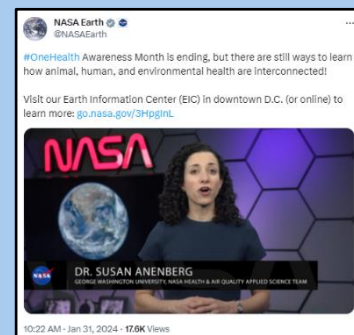 NASA Earth
@NASAEarth
#OneHealth Awareness Month is ending, but there are still ways to learn
how animal, human, and environmental health are interconnected!
Visit our Earth Information Center (EIC) in downtown D.C. (or online) to
learn more: go.nasa.gov/3HpgInL
NASA
DR. SUSAN ANENBERG
GEORGE WASHINGTON UNIVERSITY, NASA HEALTH & AIR QUALITY APPLIED SCIENCE TEAM
NASA
10:22 AM · Jan 31, 2024 · 17.6K Views